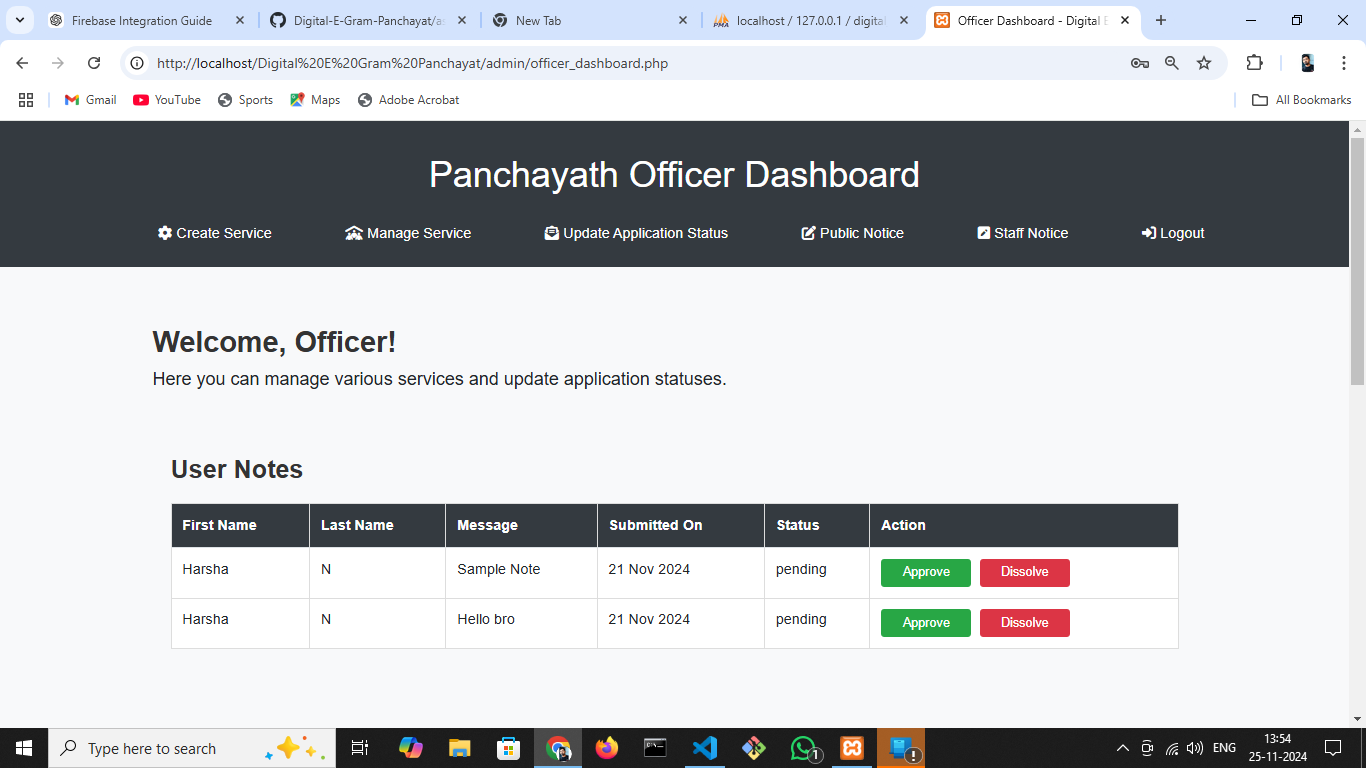 Firebase Integration Guide
Digital-E-Gram-Panchayat/as
New Tab
localhost / 127.0.0.1 / digital
Officer Dashboard - Digital E
http://localhost/Digital%20E%20Gram%20Panchayat/admin/officer_dashboard.php
Gmail YouTube Sports Maps Adobe Acrobat All Bookmarks
Panchayath Officer Dashboard
Create Service Manage Service Update Application Status Public Notice Staff Notice Logout
Welcome, Officer!
Here you can manage various services and update application statuses.
User Notes
First Name Last Name Message Submitted On Status Action
Harsha N Sample Note 21 Nov 2024 pending Approve Dissolve
Harsha N Hello bro 21 Nov 2024 pending Approve Dissolve
Type here to search
1
ENG
13:54
25-11-2024